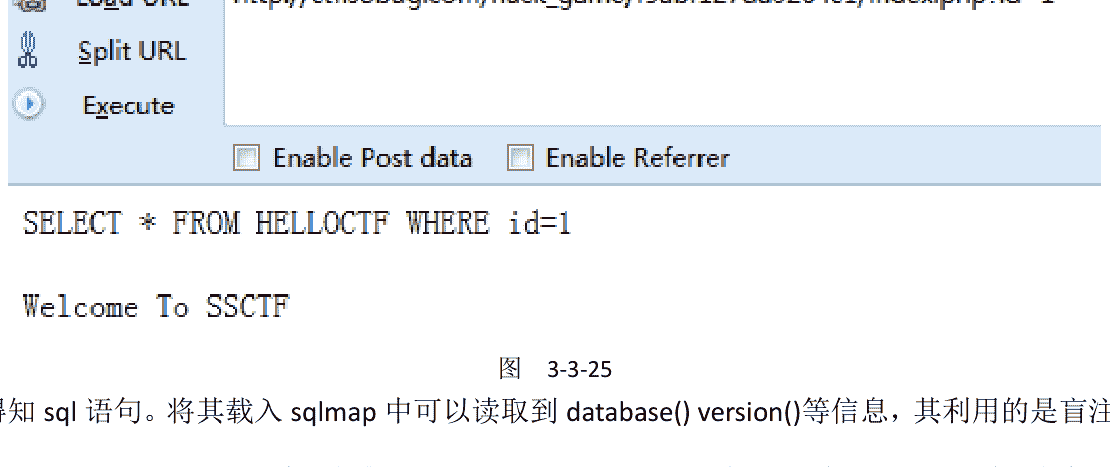 Load URL
Split URL
Execute
Enable Post data Enable Referrer
SELECT * FROM HELLOCTF WHERE id=1
Welcome To SSCTF
图 3-3-25
得知 sql 语句。将其载入 sqlmap 中可以读取到 database() version()等信息，其利用的是盲注